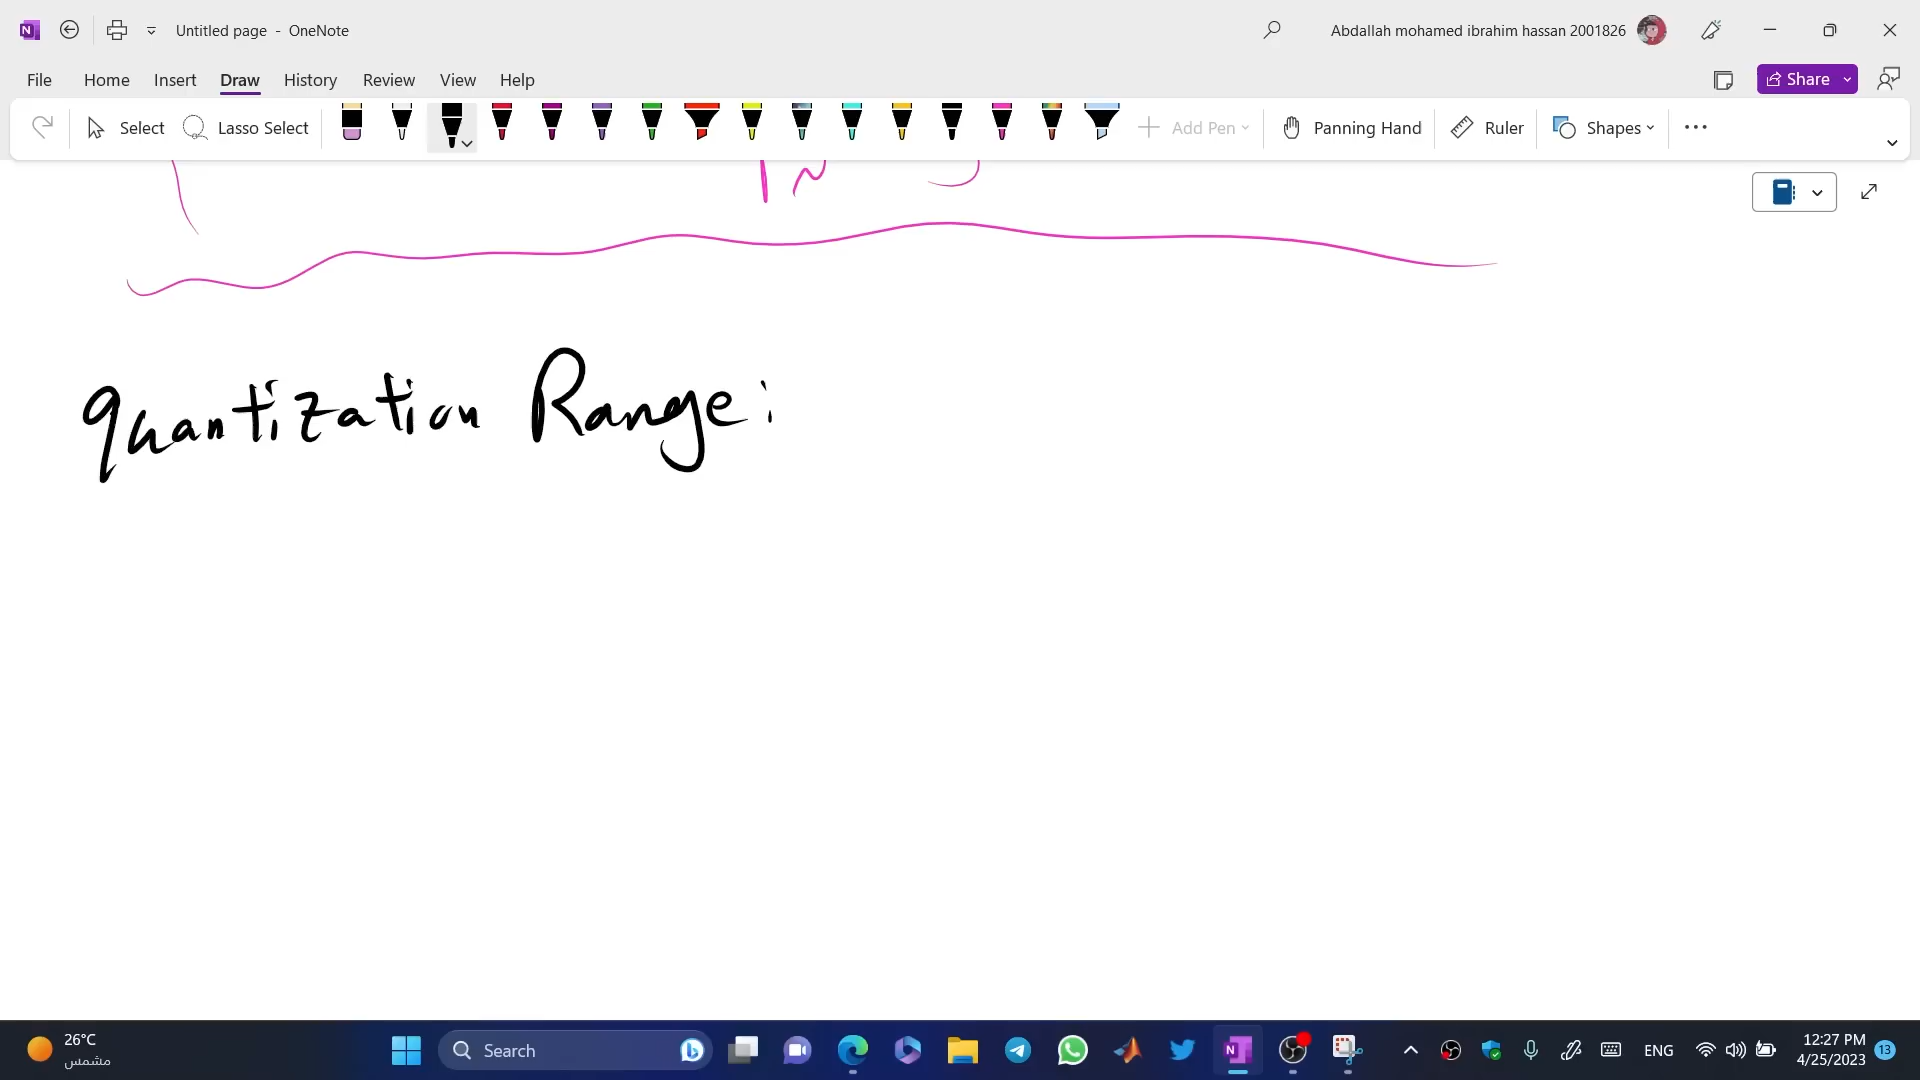 Untitled page - OneNote
Abdallah mohamed ibrahim hassan 2001826
File Home Insert Draw History Review View Help
Share
Select Lasso Select Add Pen Panning Hand Ruler Shapes
quantization Range:
26°C
مشمس
Search
ENG
12:27 PM
4/25/2023
13